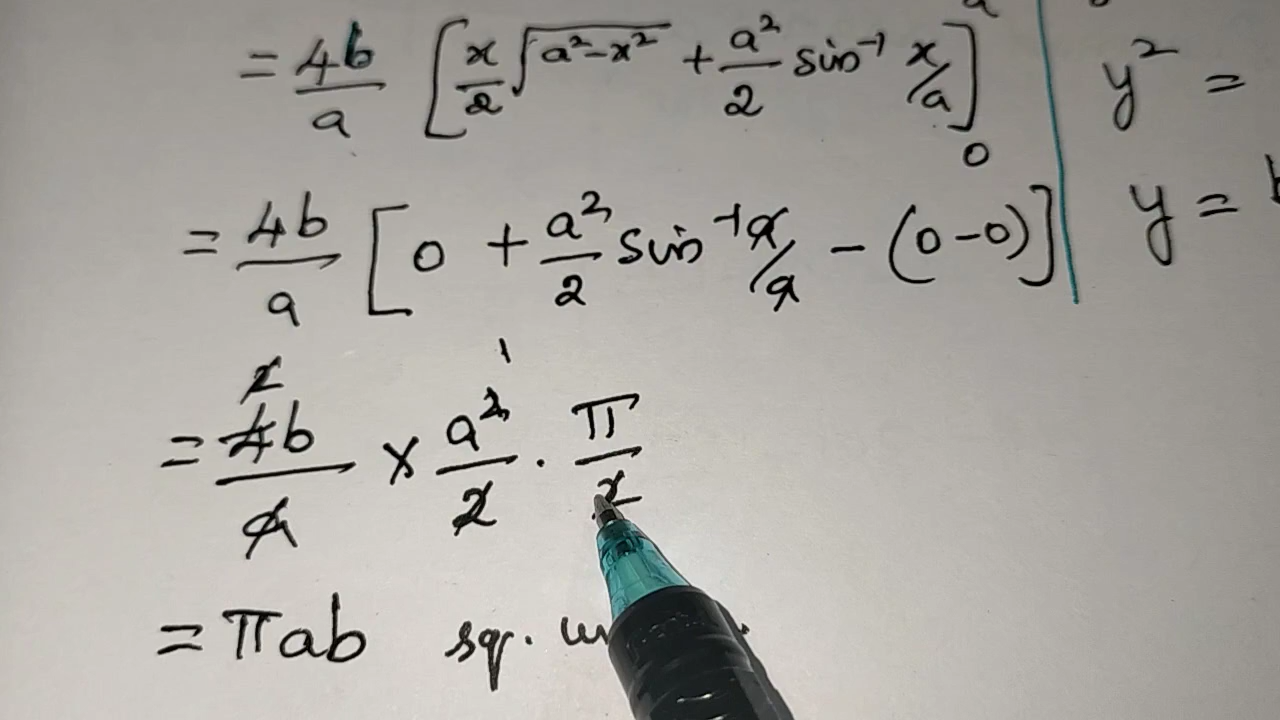 = 4b/a [x/2 √a²-x² + a²/2 sin⁻¹ x/a]₀ᵃ
y² =
= 4b/a [0 + a²/2 sin⁻¹ a/a - (0-0)]
y =
= 4b/a × a²/2 · π/2
= πab sq.